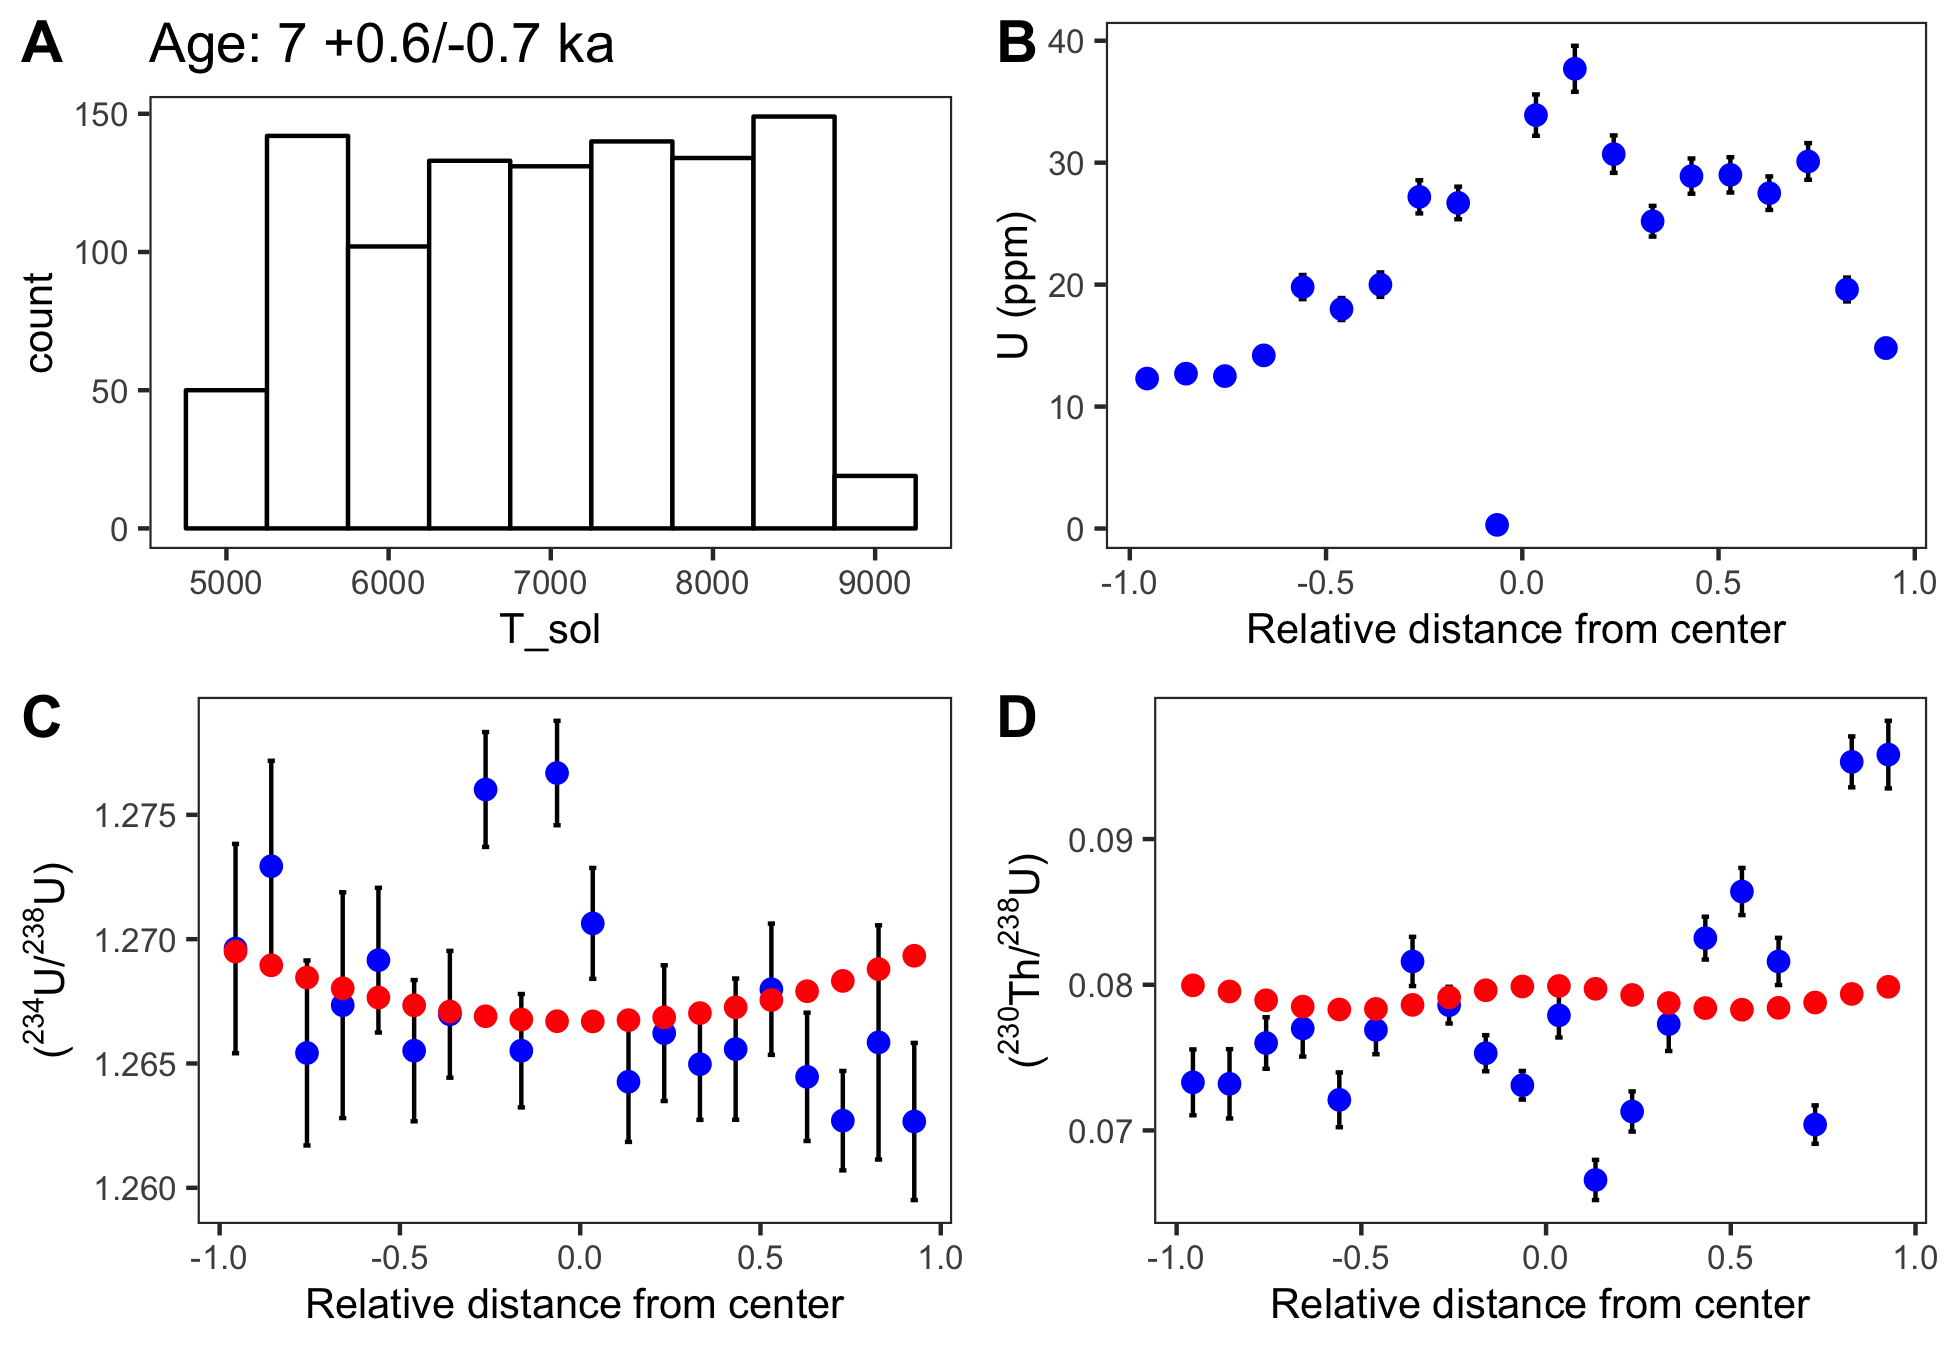 A Age: 7 +0.6/-0.7 ka
150
100
50
0
count
5000 6000 7000 8000 9000
T_sol
B
40
30
20
10
0
U (ppm)
-1.0 -0.5 0.0 0.5 1.0
Relative distance from center
C
1.275
1.270
1.265
1.260
(²³⁴U/²³⁸U)
-1.0 -0.5 0.0 0.5 1.0
Relative distance from center
D
0.09
0.08
0.07
(²³⁰Th/²³⁸U)
-1.0 -0.5 0.0 0.5 1.0
Relative distance from center